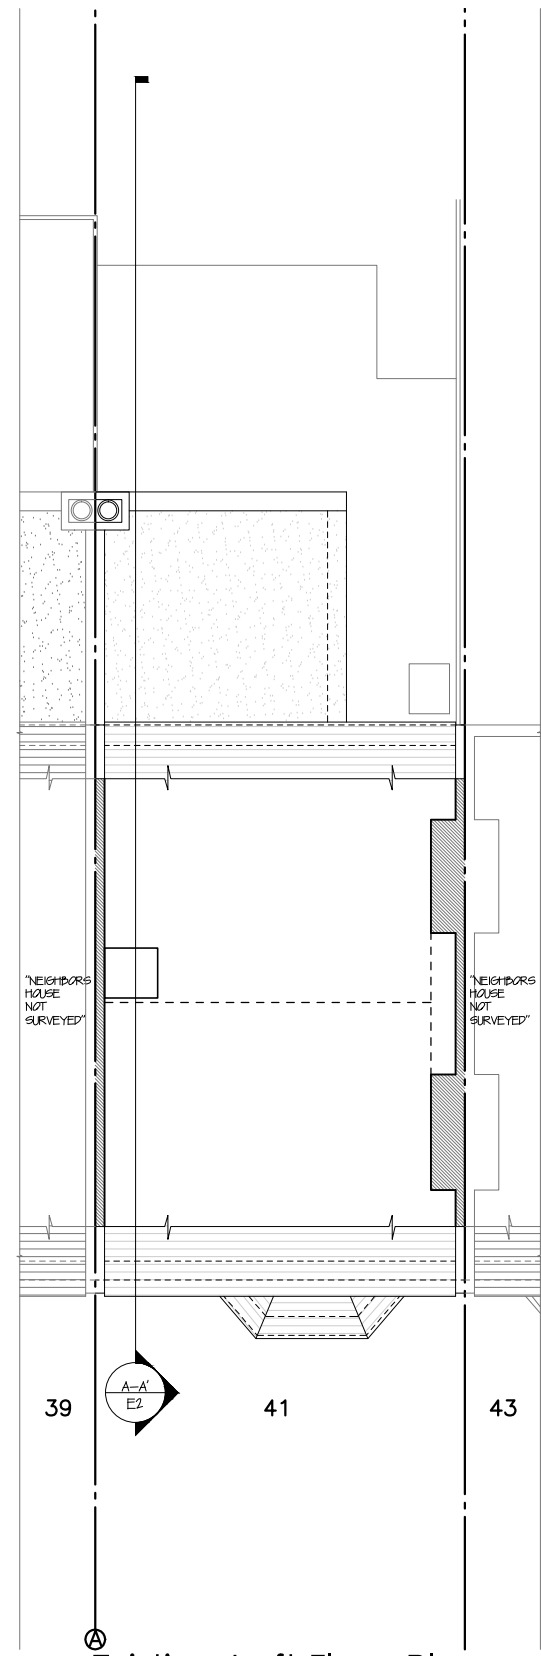 "NEIGHBORS
HOUSE
NOT
SURVEYED"
"NEIGHBORS
HOUSE
NOT
SURVEYED"
A-A'
E2
39
41
43
A